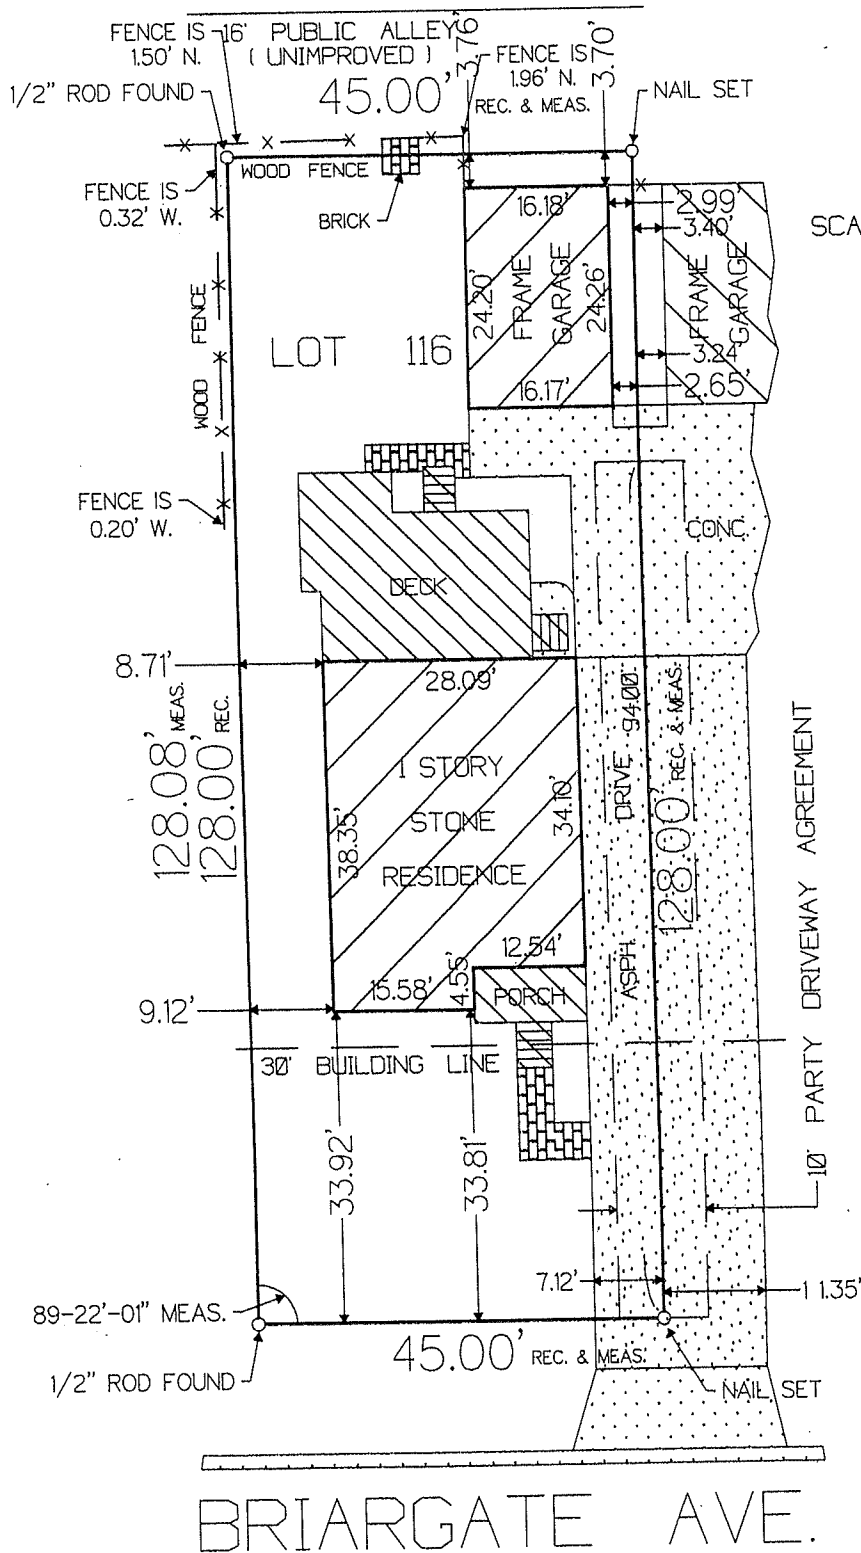 FENCE IS
1.50' N.
16' PUBLIC ALLEY
( UNIMPROVED )
3.76'
FENCE IS
1.96' N.
3.70'
1/2" ROD FOUND
45.00'
REC. & MEAS.
NAIL SET
WOOD FENCE
FENCE IS
0.32' W.
BRICK
16.18'
2.99'
3.40'
SCA
24.20'
FRAME
GARAGE
24.26'
FRAME
GARAGE
WOOD FENCE
LOT 116
3.24'
16.17'
2.65'
FENCE IS
0.20' W.
CONC.
DECK
8.71'
28.09'
128.08' MEAS.
128.00' REC.
1 STORY
STONE
RESIDENCE
38.35'
34.10'
ASPH. DRIVE
94.00'
128.00' REC. & MEAS.
10' PARTY DRIVEWAY AGREEMENT
12.54'
15.58'
4.55'
PORCH
9.12'
30' BUILDING LINE
33.92'
33.81'
7.12'
11.35'
89-22'-01" MEAS.
45.00' REC. & MEAS.
1/2" ROD FOUND
NAIL SET
BRIARGATE AVE.